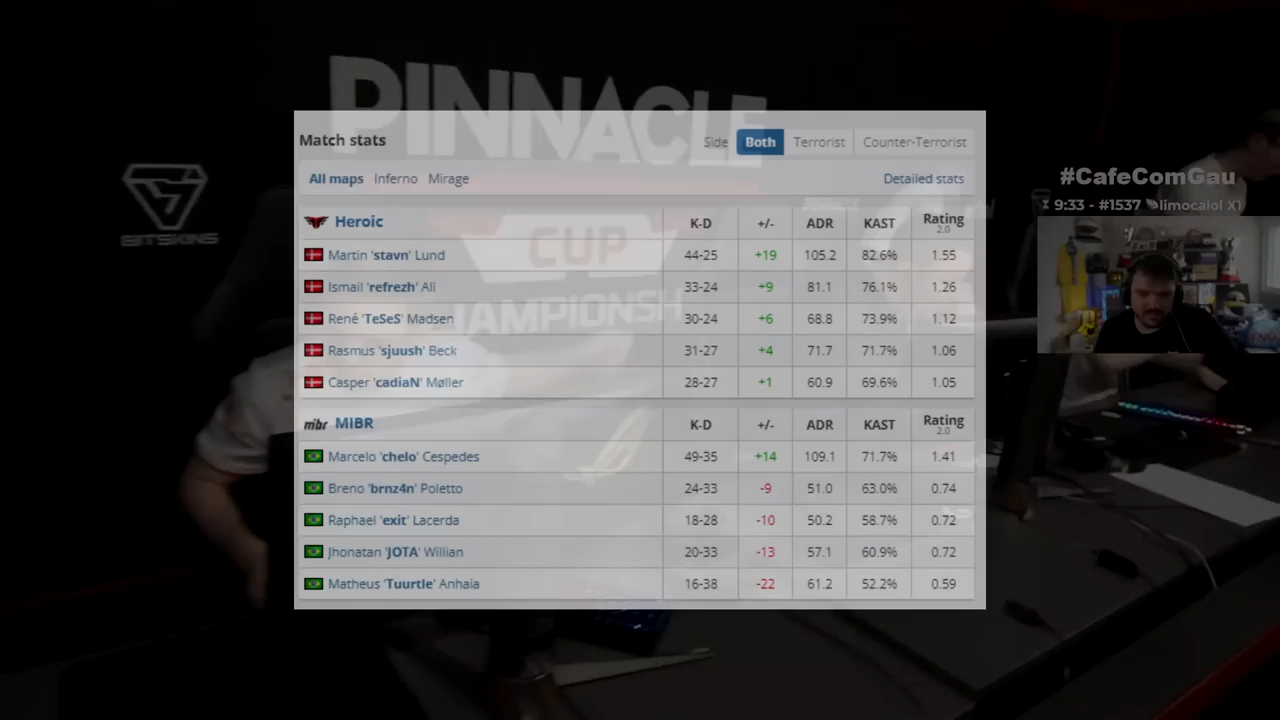 PINNACLE
CUP
AMPIONSH
BITSKINS
Match stats
Side Both Terrorist Counter-Terrorist
All maps Inferno Mirage Detailed stats
Heroic K-D +/- ADR KAST Rating 2.0
Martin 'stavn' Lund 44-25 +19 105.2 82.6% 1.55
Ismail 'refrezh' Ali 33-24 +9 81.1 76.1% 1.26
René 'TeSeS' Madsen 30-24 +6 68.8 73.9% 1.12
Rasmus 'sjuush' Beck 31-27 +4 71.7 71.7% 1.06
Casper 'cadiaN' Møller 28-27 +1 60.9 69.6% 1.05
mibr MIBR K-D +/- ADR KAST Rating 2.0
Marcelo 'chelo' Cespedes 49-35 +14 109.1 71.7% 1.41
Breno 'brnz4n' Poletto 24-33 -9 51.0 63.0% 0.74
Raphael 'exit' Lacerda 18-28 -10 50.2 58.7% 0.72
Jhonatan 'JOTA' Willian 20-33 -13 57.1 60.9% 0.72
Matheus 'Tuurtle' Anhaia 16-38 -22 61.2 52.2% 0.59
#CafeComGau
9:33 - #1537 limocalol X1